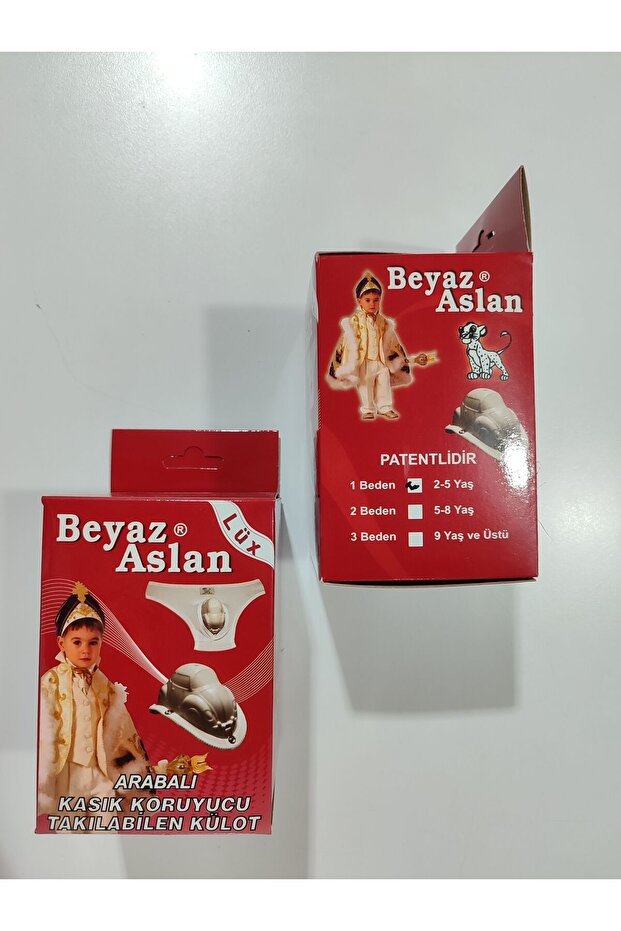 Beyaz ®
Aslan
PATENTLİDİR
1 Beden 2-5 Yaş
2 Beden 5-8 Yaş
3 Beden 9 Yaş ve Üstü
LÜX
Beyaz ®
Aslan
ARABALI
KASIK KORUYUCU
TAKILABİLEN KÜLOT